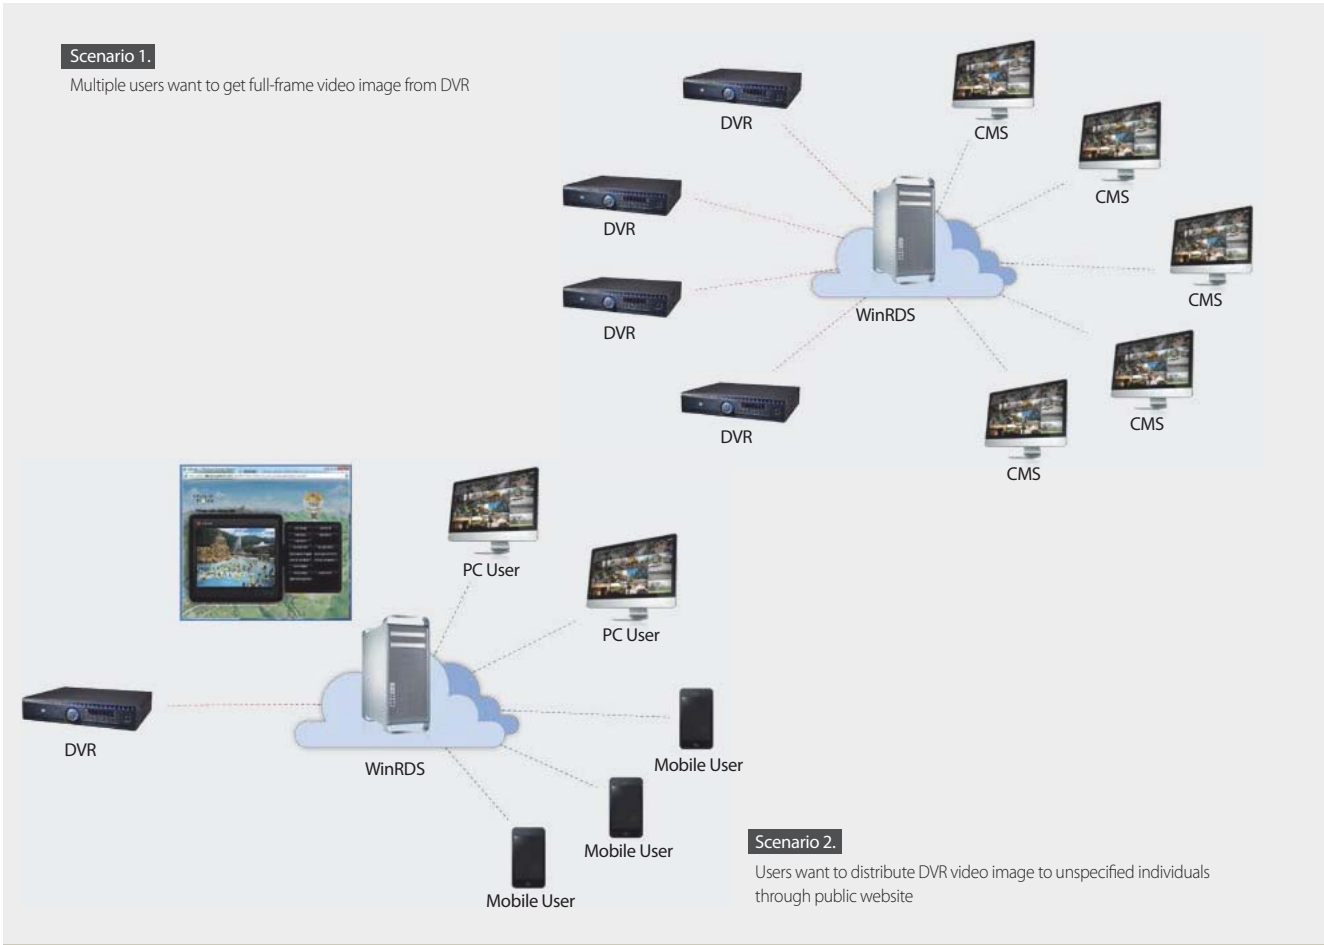 Scenario 1.
Multiple users want to get full-frame video image from DVR
DVR
CMS
CMS
DVR
CMS
DVR
WinRDS
CMS
DVR
CMS
PC User
PC User
DVR
WinRDS
Mobile User
Mobile User
Mobile User
Scenario 2.
Users want to distribute DVR video image to unspecified individuals
through public website